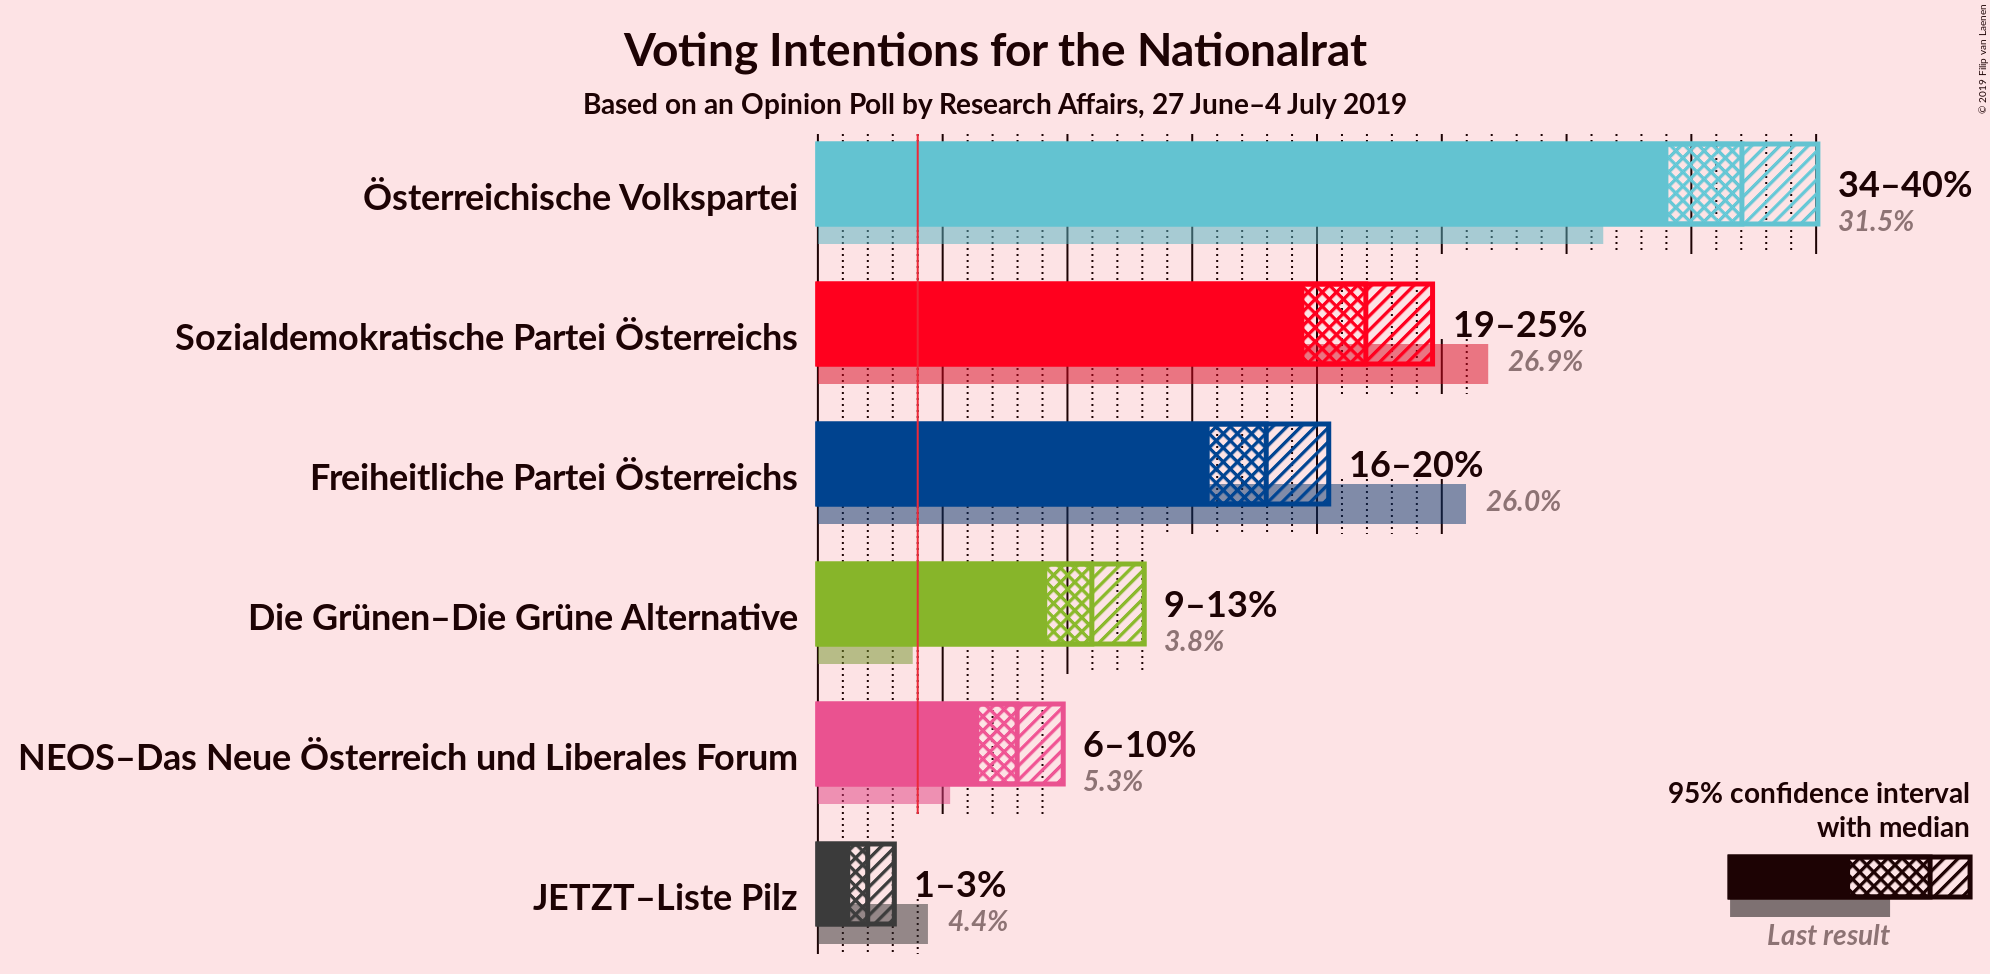 Voting Intentions for the Nationalrat
Based on an Opinion Poll by Research Affairs, 27 June–4 July 2019
© 2019 Filip van Laenen
Österreichische Volkspartei
34–40%
31.5%
Sozialdemokratische Partei Österreichs
19–25%
26.9%
Freiheitliche Partei Österreichs
16–20%
26.0%
Die Grünen–Die Grüne Alternative
9–13%
3.8%
NEOS–Das Neue Österreich und Liberales Forum
6–10%
5.3%
JETZT–Liste Pilz
1–3%
4.4%
95% confidence interval
with median
Last result